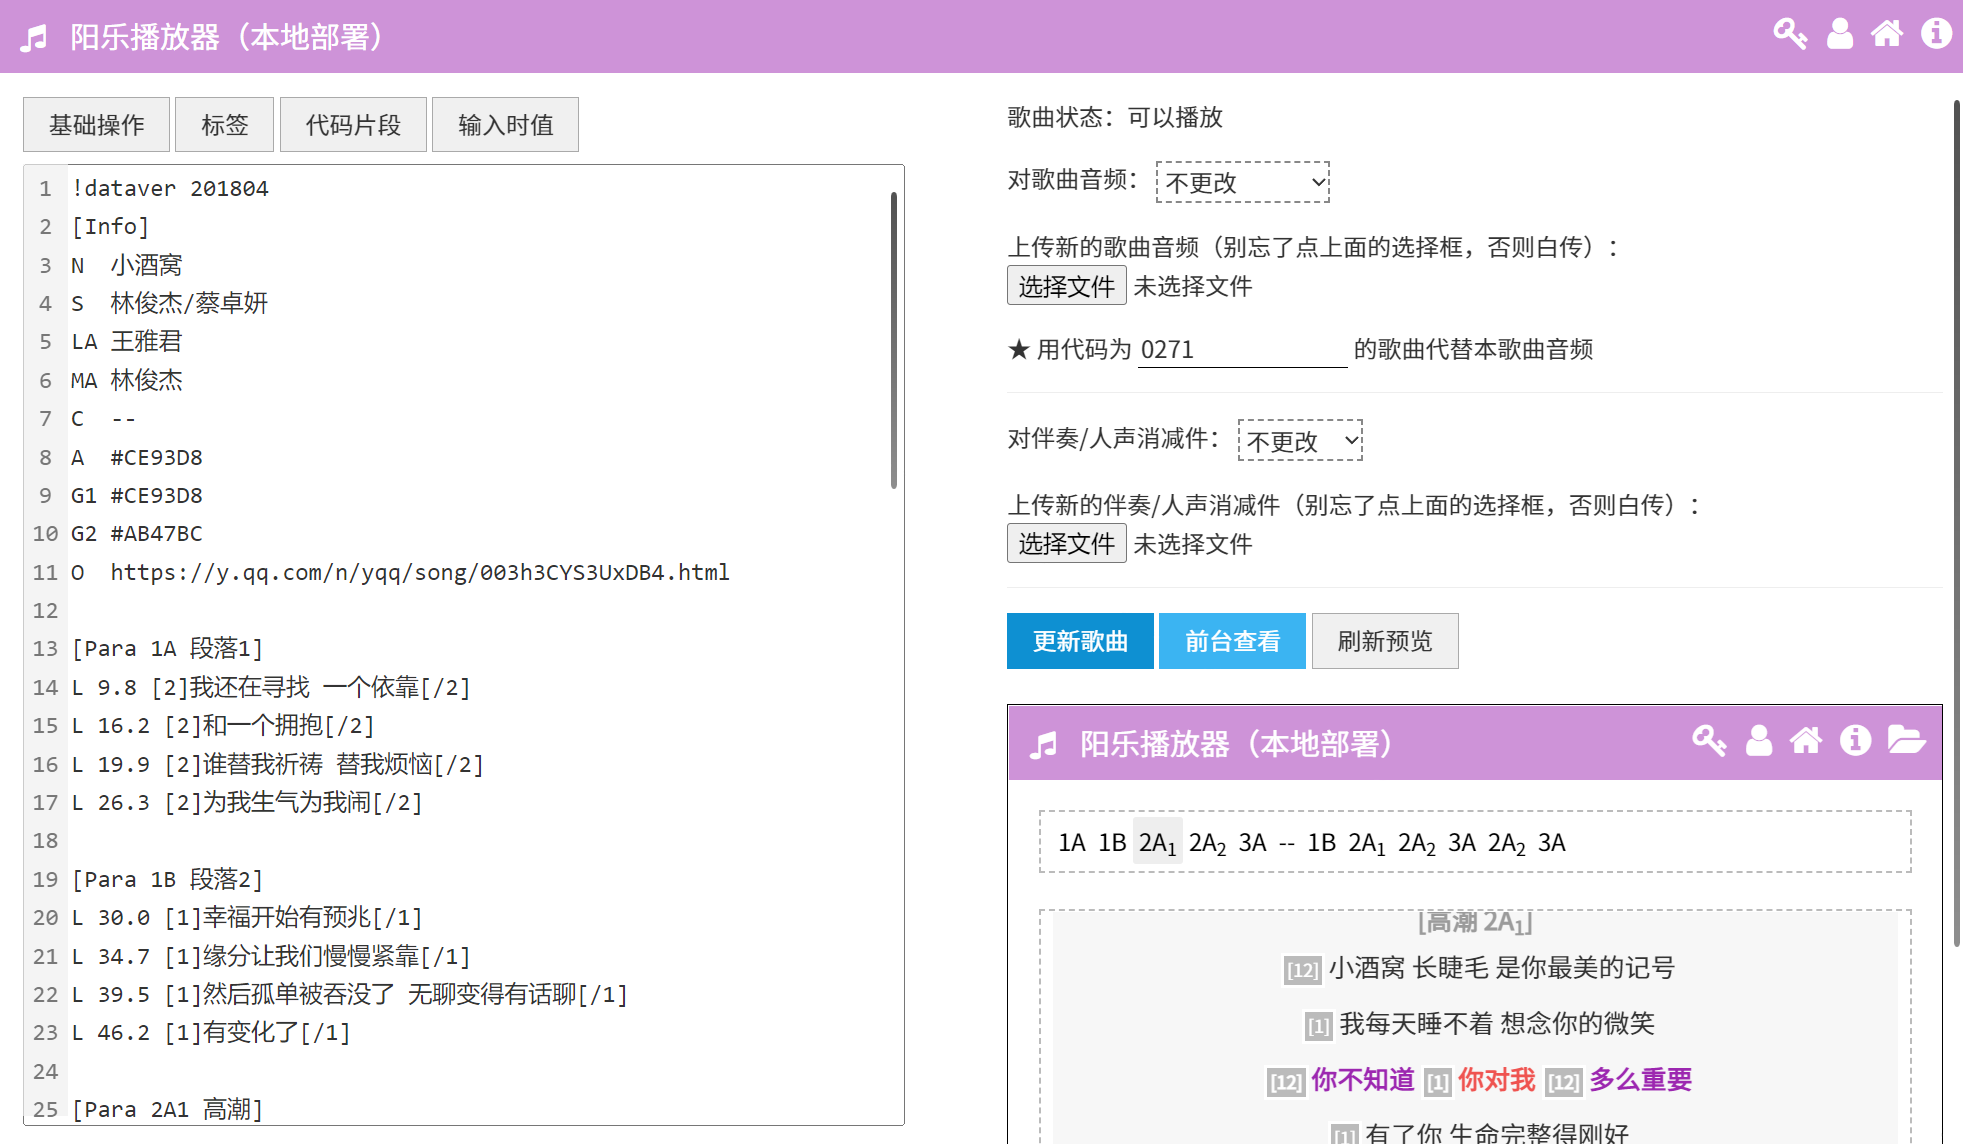 阳乐播放器（本地部署）
基础操作 标签 代码片段 输入时值
1 !dataver 201804
2 [Info]
3 N 小酒窝
4 S 林俊杰/蔡卓妍
5 LA 王雅君
6 MA 林俊杰
7 C --
8 A #CE93D8
9 G1 #CE93D8
10 G2 #AB47BC
11 O https://y.qq.com/n/yqq/song/003h3CYS3UxDB4.html
12
13 [Para 1A 段落1]
14 L 9.8 [2]我还在寻找 一个依靠[/2]
15 L 16.2 [2]和一个拥抱[/2]
16 L 19.9 [2]谁替我祈祷 替我烦恼[/2]
17 L 26.3 [2]为我生气为我闹[/2]
18
19 [Para 1B 段落2]
20 L 30.0 [1]幸福开始有预兆[/1]
21 L 34.7 [1]缘分让我们慢慢紧靠[/1]
22 L 39.5 [1]然后孤单被吞没了 无聊变得有话聊[/1]
23 L 46.2 [1]有变化了[/1]
24
25 [Para 2A1 高潮]
歌曲状态：可以播放
对歌曲音频： 不更改
上传新的歌曲音频（别忘了点上面的选择框，否则白传）：
选择文件 未选择文件
★ 用代码为 0271 的歌曲代替本歌曲音频
对伴奏/人声消减件： 不更改
上传新的伴奏/人声消减件（别忘了点上面的选择框，否则白传）：
选择文件 未选择文件
更新歌曲 前台查看 刷新预览
阳乐播放器（本地部署）
1A 1B 2A1 2A2 3A -- 1B 2A1 2A2 3A 2A2 3A
[高潮 2A1]
[12] 小酒窝 长睫毛 是你最美的记号
[1] 我每天睡不着 想念你的微笑
[12] 你不知道 [1] 你对我 [12] 多么重要
[1] 有了你 生命完整得刚好